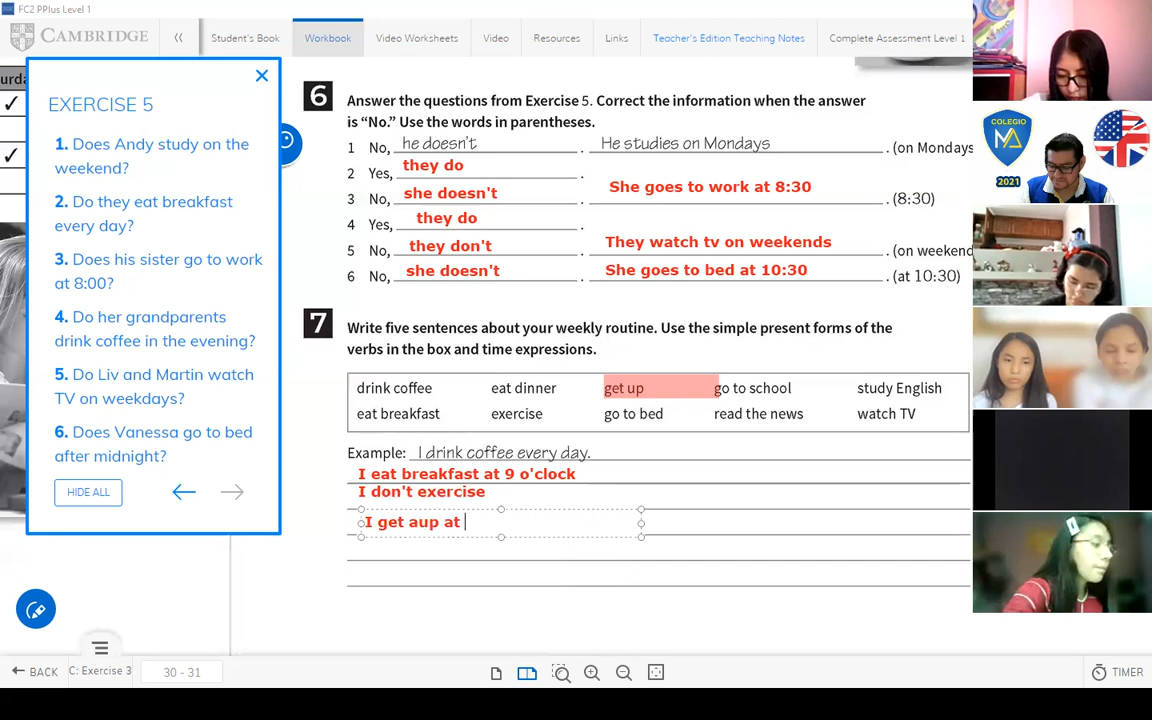 FC2 PPlus Level 1
CAMBRIDGE
Student's Book
Workbook
Video Worksheets
Video
Resources
Links
Teacher's Edition Teaching Notes
Complete Assessment Level 1
EXERCISE 5
1. Does Andy study on the
weekend?
2. Do they eat breakfast
every day?
3. Does his sister go to work
at 8:00?
4. Do her grandparents
drink coffee in the evening?
5. Do Liv and Martin watch
TV on weekdays?
6. Does Vanessa go to bed
after midnight?
HIDE ALL
6 Answer the questions from Exercise 5. Correct the information when the answer
is “No.” Use the words in parentheses.
1 No, he doesn't . He studies on Mondays . (on Mondays
2 Yes, they do .
3 No, she doesn't . She goes to work at 8:30 . (8:30)
4 Yes, they do .
5 No, they don't . They watch tv on weekends . (on weekend
6 No, she doesn't . She goes to bed at 10:30 . (at 10:30)
7 Write five sentences about your weekly routine. Use the simple present forms of the
verbs in the box and time expressions.
drink coffee eat dinner get up go to school study English
eat breakfast exercise go to bed read the news watch TV
Example: I drink coffee every day.
I eat breakfast at 9 o'clock
I don't exercise
I get aup at
COLEGIO
MA
2021
BACK
C: Exercise 3
30 - 31
TIMER